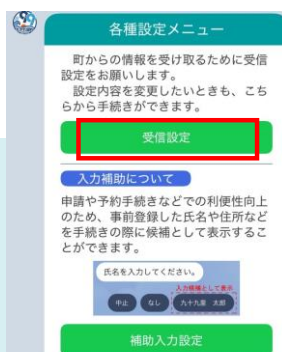 各種設定メニュー
町からの情報を受け取るために受信
設定をお願いします。
設定内容を変更したいときも、こち
らから手続きができます。
受信設定
入力補助について
申請や予約手続きなどでの利便性向上
のため、事前登録した氏名や住所など
を手続きの際に候補として表示するこ
とができます。
氏名を入力してください。
入力候補として表示
中止 なし 九十九里 太郎
補助入力設定